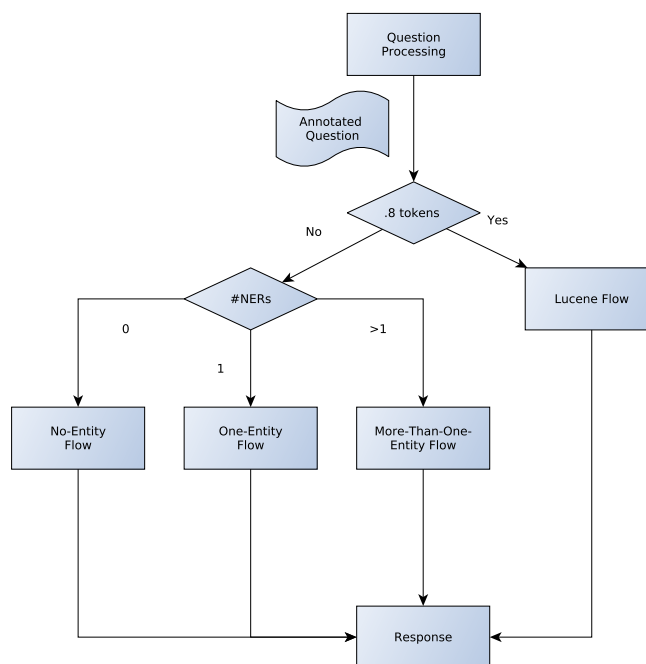 Question
Processing
Annotated
Question
.8 tokens
No
Yes
#NERs
Lucene Flow
0
>1
1
No-Entity
Flow
One-Entity
Flow
More-Than-One-
Entity Flow
Response